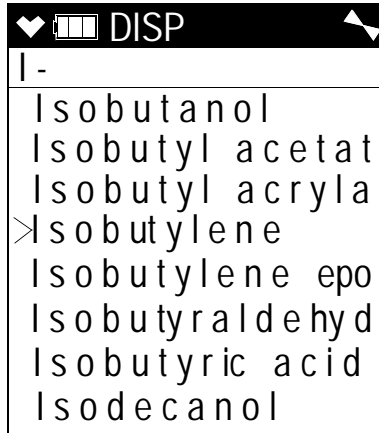 DISP
I-
Isobutanol
Isobutyl acetat
Isobutyl acryla
>Isobutylene
Isobutylene epo
Isobutyraldehyd
Isobutyric acid
Isodecanol